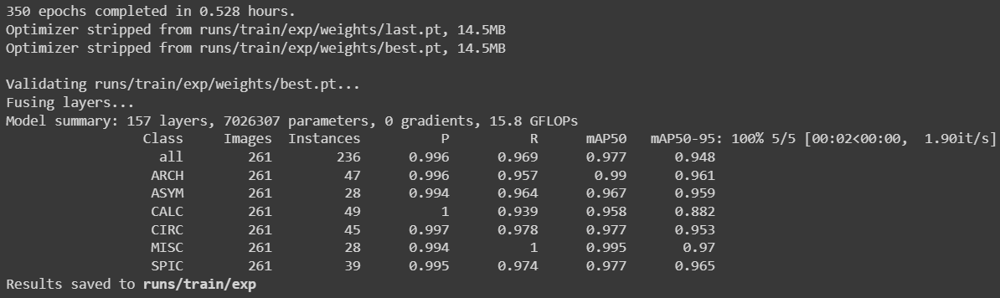 350 epochs completed in 0.528 hours.
Optimizer stripped from runs/train/exp/weights/last.pt, 14.5MB
Optimizer stripped from runs/train/exp/weights/best.pt, 14.5MB
Validating runs/train/exp/weights/best.pt...
Fusing layers...
Model summary: 157 layers, 7026307 parameters, 0 gradients, 15.8 GFLOPs
Class Images Instances P R mAP50 mAP50-95: 100% 5/5 [00:02<00:00, 1.90it/s]
all 261 236 0.996 0.969 0.977 0.948
ARCH 261 47 0.996 0.957 0.99 0.961
ASYM 261 28 0.994 0.964 0.967 0.959
CALC 261 49 1 0.939 0.958 0.882
CIRC 261 45 0.997 0.978 0.977 0.953
MISC 261 28 0.994 1 0.995 0.97
SPIC 261 39 0.995 0.974 0.977 0.965
Results saved to runs/train/exp